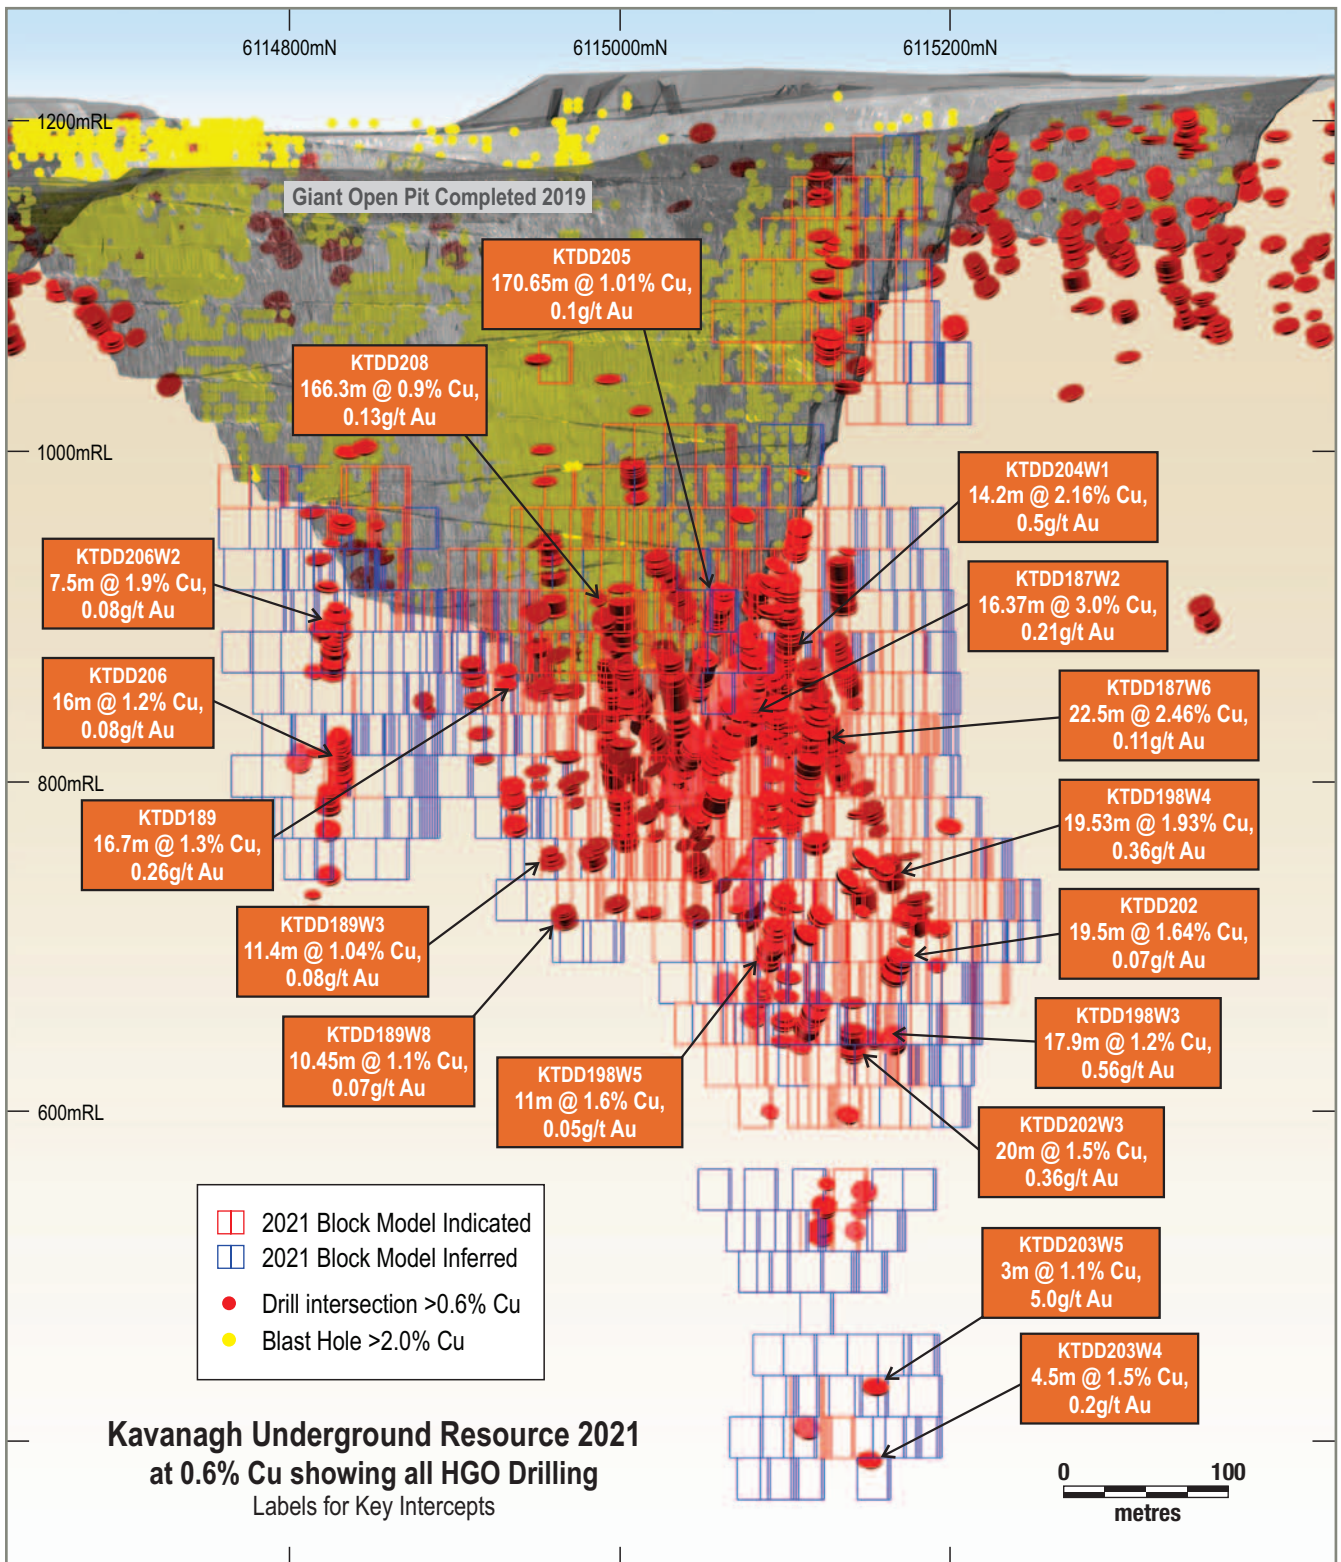 6114800mN
6115000mN
6115200mN
1200mRL
Giant Open Pit Completed 2019
KTDD205
170.65m @ 1.01% Cu,
0.1g/t Au
KTDD208
166.3m @ 0.9% Cu,
0.13g/t Au
1000mRL
KTDD204W1
14.2m @ 2.16% Cu,
0.5g/t Au
KTDD206W2
7.5m @ 1.9% Cu,
0.08g/t Au
KTDD187W2
16.37m @ 3.0% Cu,
0.21g/t Au
KTDD206
16m @ 1.2% Cu,
0.08g/t Au
KTDD187W6
22.5m @ 2.46% Cu,
0.11g/t Au
800mRL
KTDD189
16.7m @ 1.3% Cu,
0.26g/t Au
KTDD198W4
19.53m @ 1.93% Cu,
0.36g/t Au
KTDD189W3
11.4m @ 1.04% Cu,
0.08g/t Au
KTDD202
19.5m @ 1.64% Cu,
0.07g/t Au
KTDD189W8
10.45m @ 1.1% Cu,
0.07g/t Au
KTDD198W3
17.9m @ 1.2% Cu,
0.56g/t Au
KTDD198W5
11m @ 1.6% Cu,
0.05g/t Au
600mRL
KTDD202W3
20m @ 1.5% Cu,
0.36g/t Au
2021 Block Model Indicated
2021 Block Model Inferred
Drill intersection >0.6% Cu
Blast Hole >2.0% Cu
KTDD203W5
3m @ 1.1% Cu,
5.0g/t Au
KTDD203W4
4.5m @ 1.5% Cu,
0.2g/t Au
Kavanagh Underground Resource 2021
at 0.6% Cu showing all HGO Drilling
Labels for Key Intercepts
0 100
metres